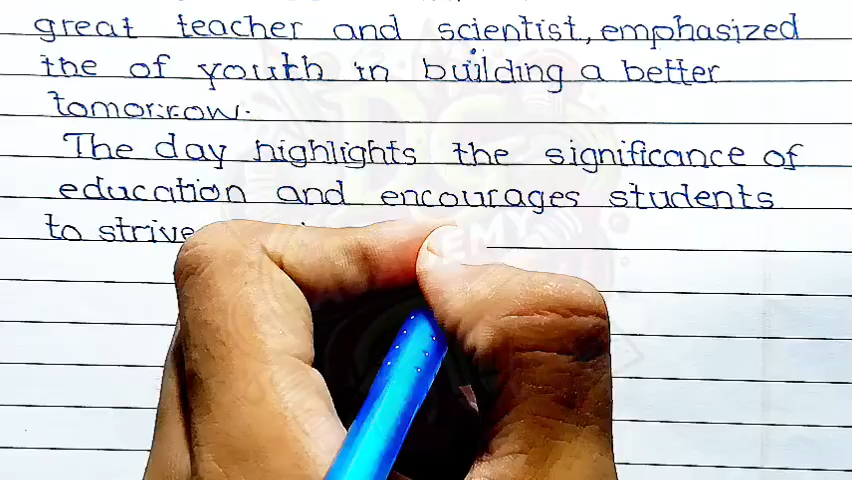 great teacher and scientist, emphasized
the of youth in building a better
tomorrow.
The day highlights the significance of
education and encourages students
to strive